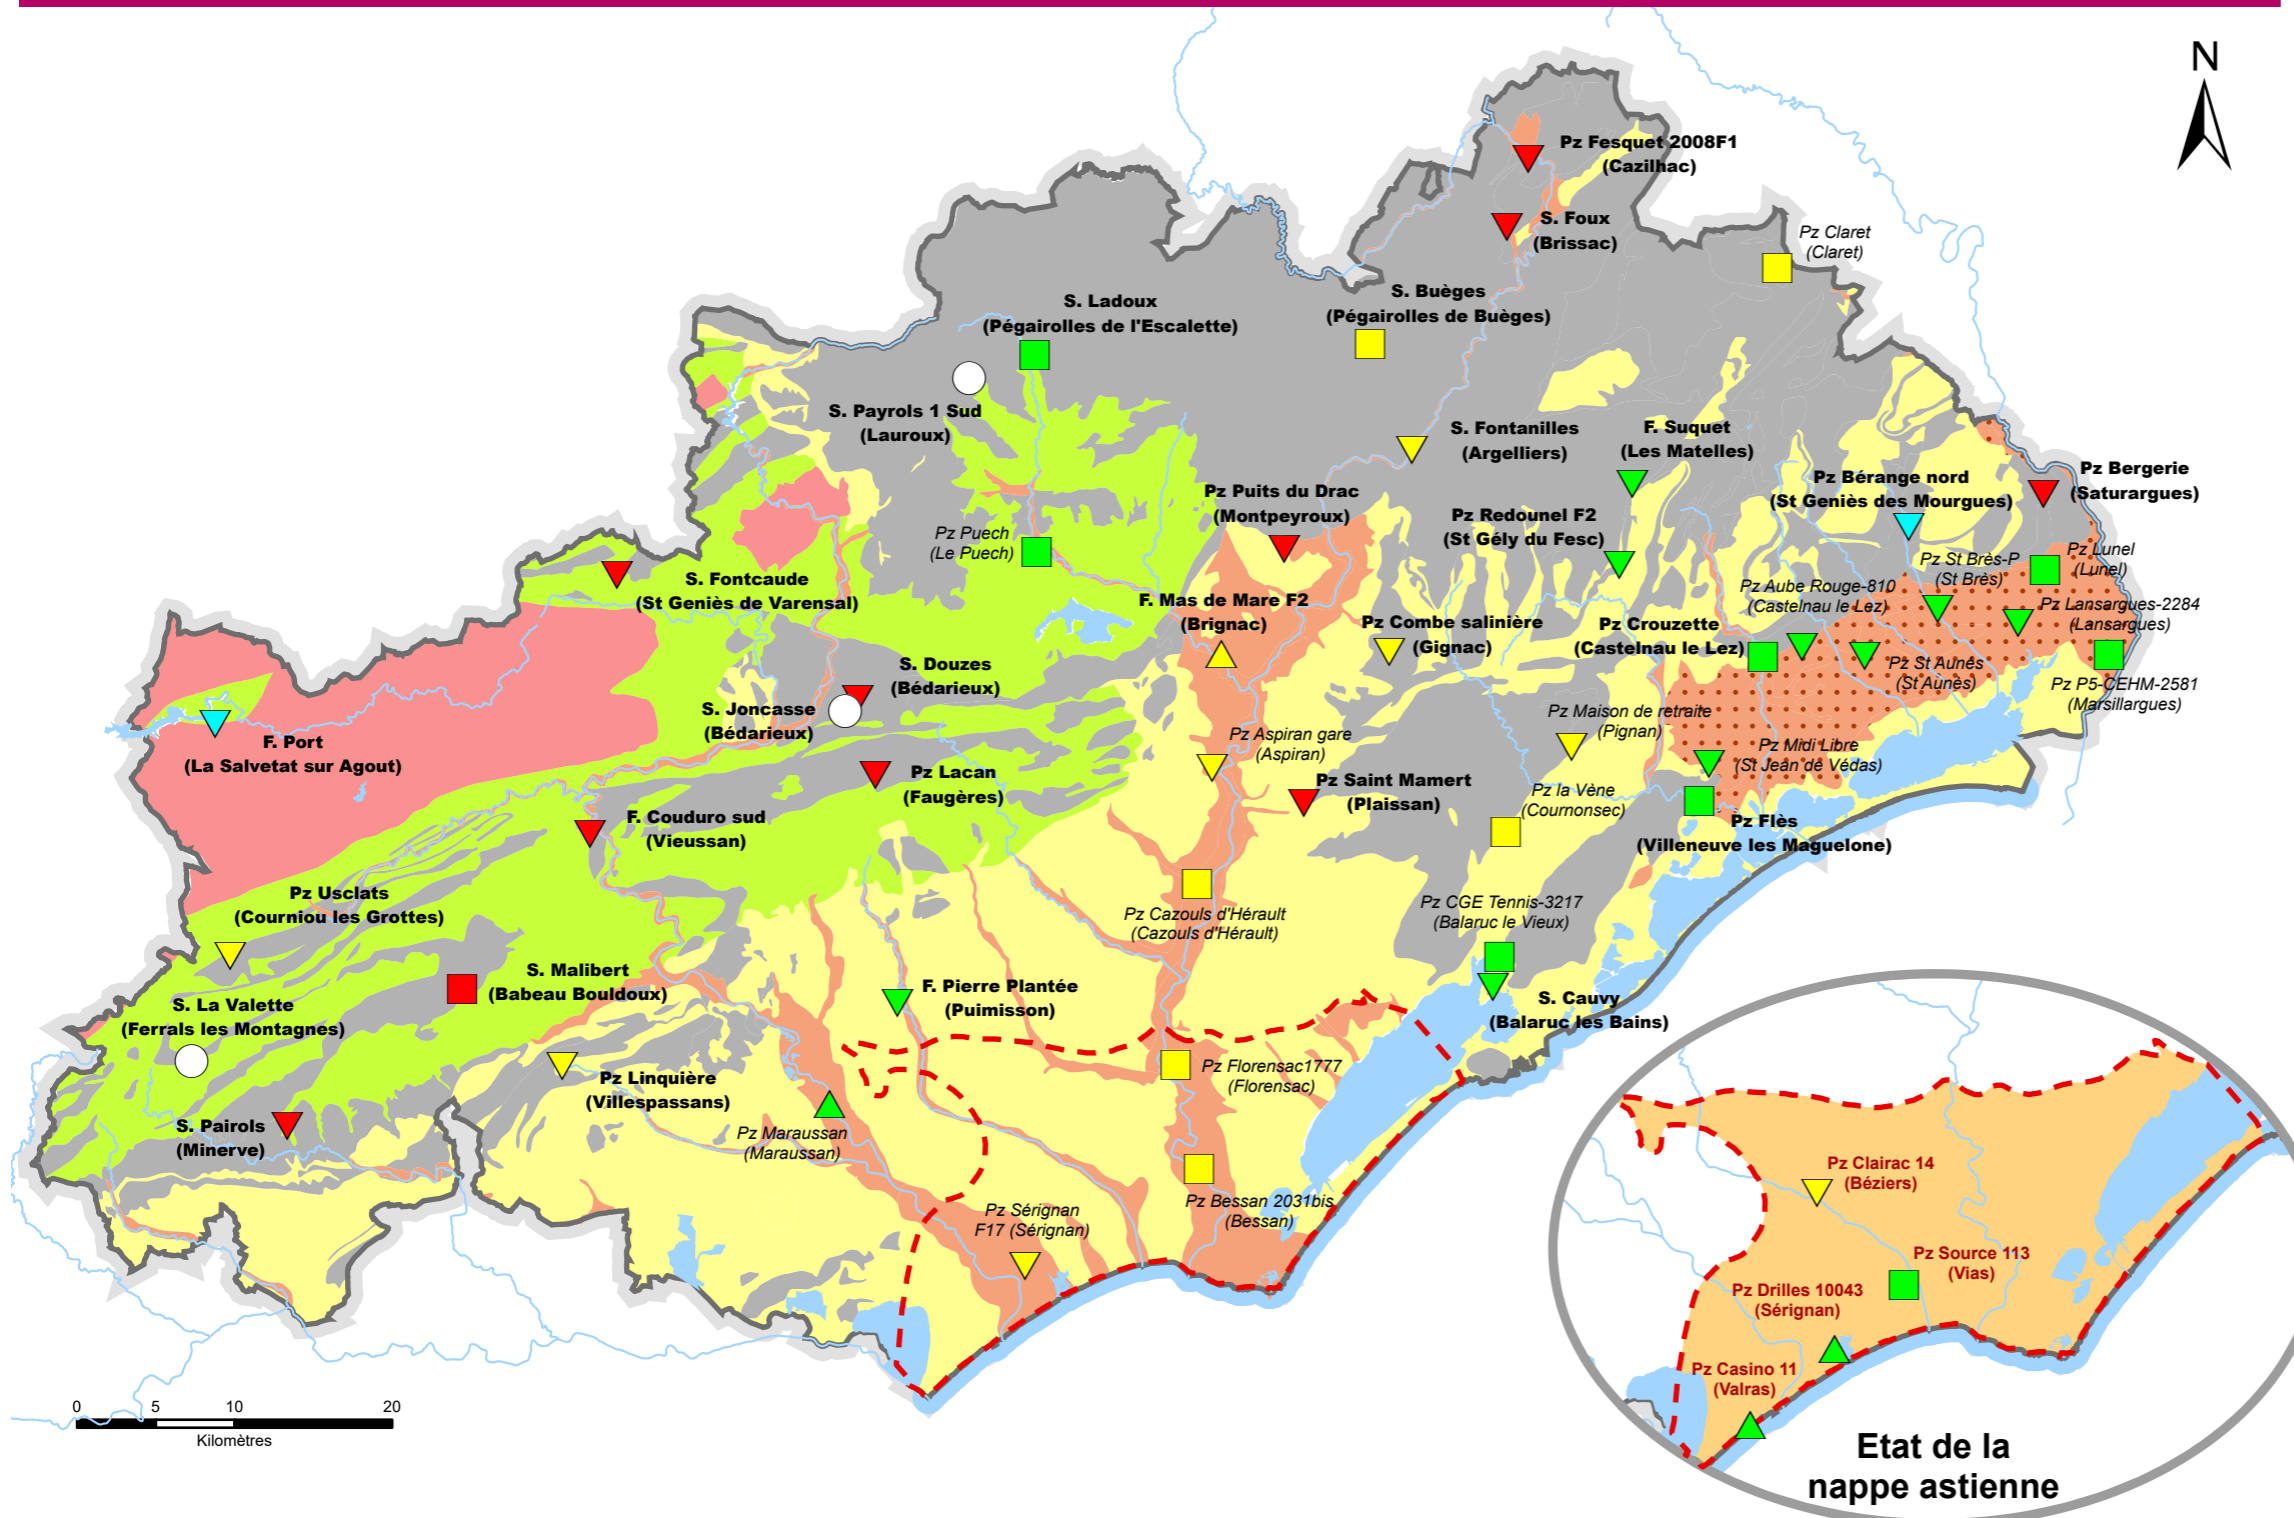 N
Pz Fesquet 2008F1
(Cazilhac)
S. Foux
(Brissac)
Pz Claret
(Claret)
S. Ladoux
(Pégairolles de l'Escalette)
S. Buèges
(Pégairolles de Buèges)
S. Payrols 1 Sud
(Lauroux)
S. Fontanilles
(Argelliers)
F. Suquet
(Les Matelles)
Pz Bérange nord
(St Geniès des Mourgues)
Pz Bergerie
(Saturargues)
Pz Puits du Drac
(Montpeyroux)
Pz Redounel F2
(St Gély du Fesc)
Pz Puech
(Le Puech)
Pz St Brès-P
(St Brès)
Pz Lunel
(Lunel)
S. Fontcaude
(St Geniès de Varensal)
Pz Aube Rouge-810
(Castelnau le Lez)
F. Mas de Mare F2
(Brignac)
Pz Combe salinière
(Gignac)
Pz Crouzette
(Castelnau le Lez)
Pz Lansargues-2284
(Lansargues)
Pz St Aunès
(St Aunès)
Pz P5-CEHM-2581
(Marsillargues)
S. Douzes
(Bédarieux)
S. Joncasse
(Bédarieux)
Pz Maison de retraite
(Pignan)
Pz Aspiran gare
(Aspiran)
Pz Midi Libre
(St Jean de Védas)
F. Port
(La Salvetat sur Agout)
Pz Lacan
(Faugères)
Pz Saint Mamert
(Plaissan)
Pz la Vène
(Cournonsec)
F. Couduro sud
(Vieussan)
Pz Flès
(Villeneuve les Maguelone)
Pz Usclats
(Courniou les Grottes)
Pz Cazouls d'Hérault
(Cazouls d'Hérault)
Pz CGE Tennis-3217
(Balaruc le Vieux)
S. Malibert
(Babeau Bouldoux)
F. Pierre Plantée
(Puimisson)
S. La Valette
(Ferrals les Montagnes)
S. Cauvy
(Balaruc les Bains)
Pz Linquière
(Villespassans)
Pz Florensac1777
(Florensac)
S. Pairols
(Minerve)
Pz Maraussan
(Maraussan)
Pz Bessan 2031bis
(Bessan)
Pz Sérignan
F17 (Sérignan)
Pz Clairac 14
(Béziers)
Pz Source 113
(Vias)
Pz Drilles 10043
(Sérignan)
Pz Casino 11
(Valras)
Etat de la
nappe astienne
0 5 10 20
Kilomètres